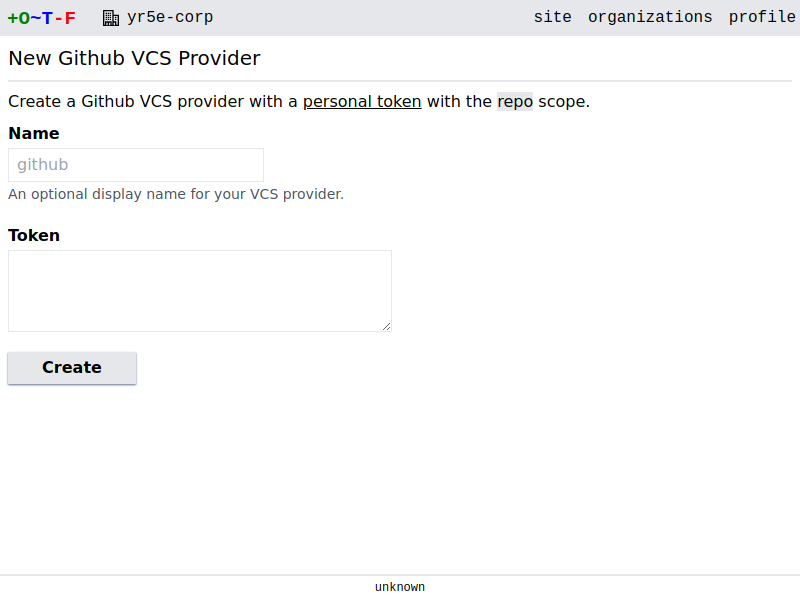 +O~T-F yr5e-corp site organizations profile
New Github VCS Provider
Create a Github VCS provider with a personal token with the repo scope.
Name
github
An optional display name for your VCS provider.
Token
Create
unknown